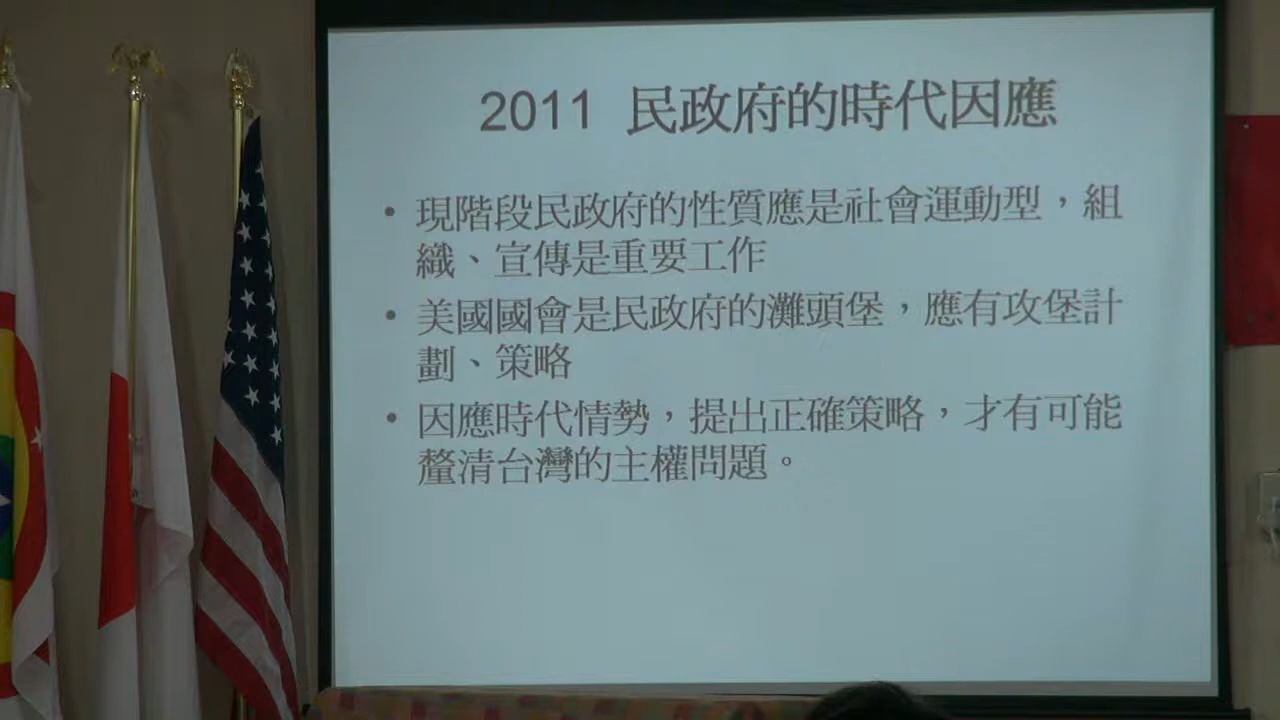 2011 民政府的時代因應
• 現階段民政府的性質應是社會運動型，組
織、宣傳是重要工作
• 美國國會是民政府的灘頭堡，應有攻堡計
劃、策略
• 因應時代情勢，提出正確策略，才有可能
釐清台灣的主權問題。